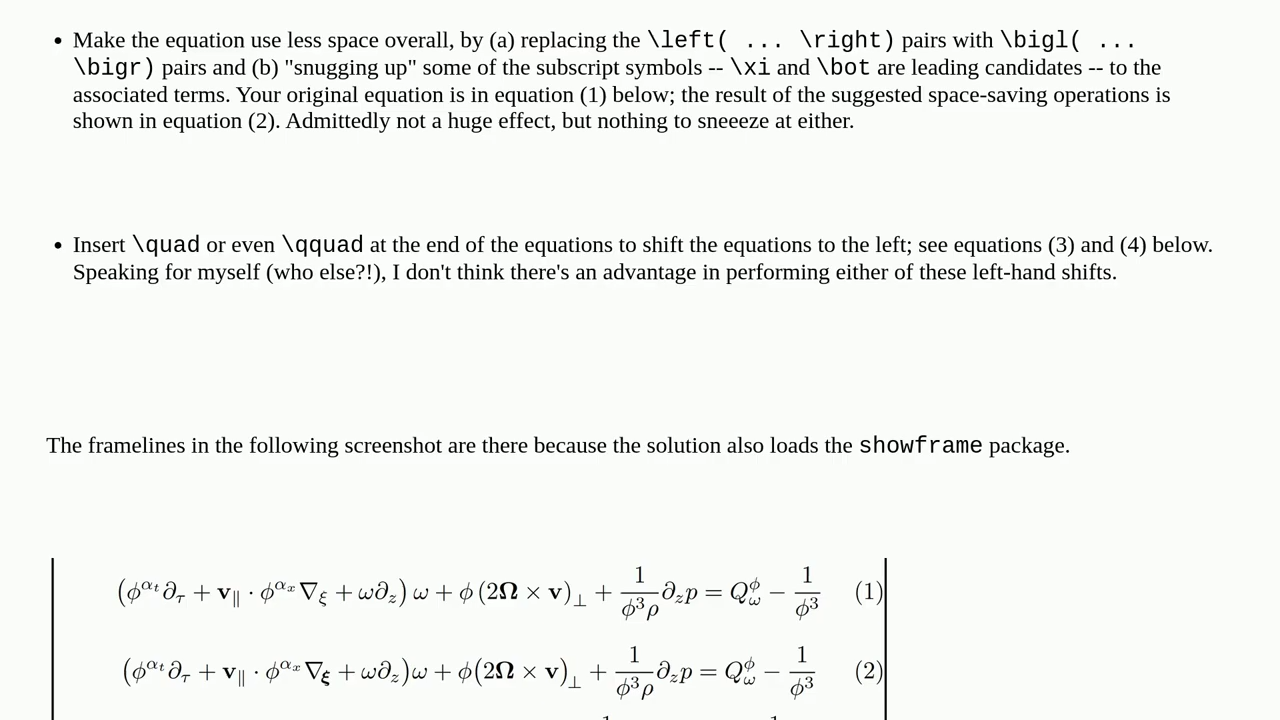 • Make the equation use less space overall, by (a) replacing the \left( ... \right) pairs with \bigl( ...
\bigr) pairs and (b) "snugging up" some of the subscript symbols -- \xi and \bot are leading candidates -- to the
associated terms. Your original equation is in equation (1) below; the result of the suggested space-saving operations is
shown in equation (2). Admittedly not a huge effect, but nothing to sneeeze at either.
• Insert \quad or even \qquad at the end of the equations to shift the equations to the left; see equations (3) and (4) below.
Speaking for myself (who else?!), I don't think there's an advantage in performing either of these left-hand shifts.
The framelines in the following screenshot are there because the solution also loads the showframe package.
(ϕ^{α_t}∂_τ + v_∥ · ϕ^{α_x}∇_ξ + ω∂_z) ω + ϕ (2Ω × v)_⊥ + \frac{1}{ϕ^3ρ}∂_z p = Q_ω^ϕ − \frac{1}{ϕ^3} (1)
(ϕ^{α_t}∂_τ + v_∥ · ϕ^{α_x}∇_ξ + ω∂_z)ω + ϕ(2Ω × v)_⊥ + \frac{1}{ϕ^3ρ}∂_z p = Q_ω^ϕ − \frac{1}{ϕ^3} (2)